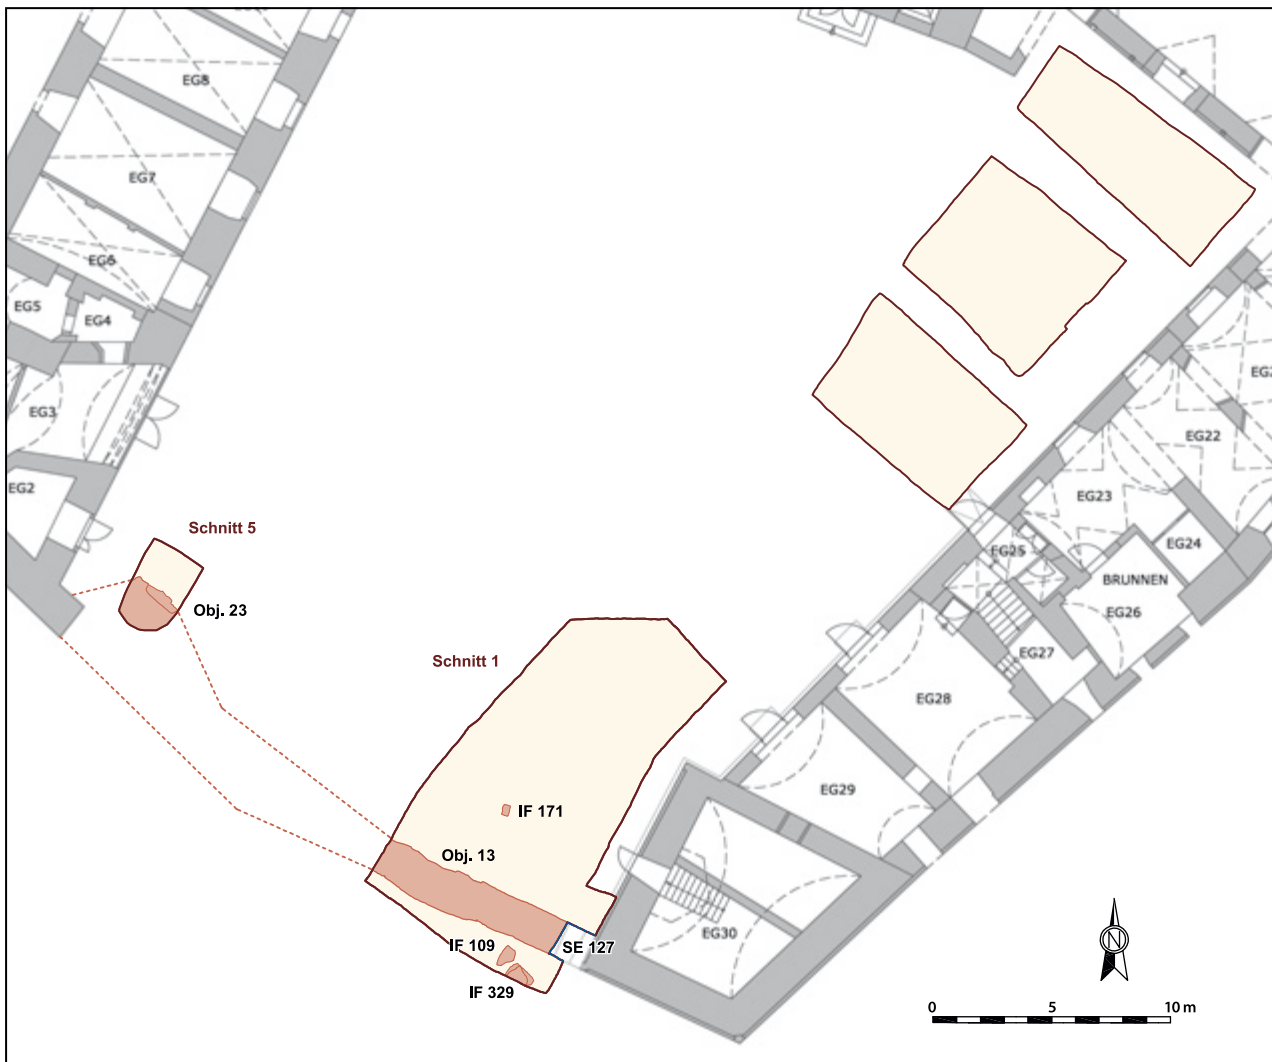 EG8
EG7
EG6
EG5
EG4
EG3
EG2
Schnitt 5
Obj. 23
Schnitt 1
IF 171
Obj. 13
IF 109
SE 127
IF 329
EG22
EG23
EG24
EG25
BRUNNEN
EG26
EG27
EG28
EG29
EG30
N
0 5 10 m